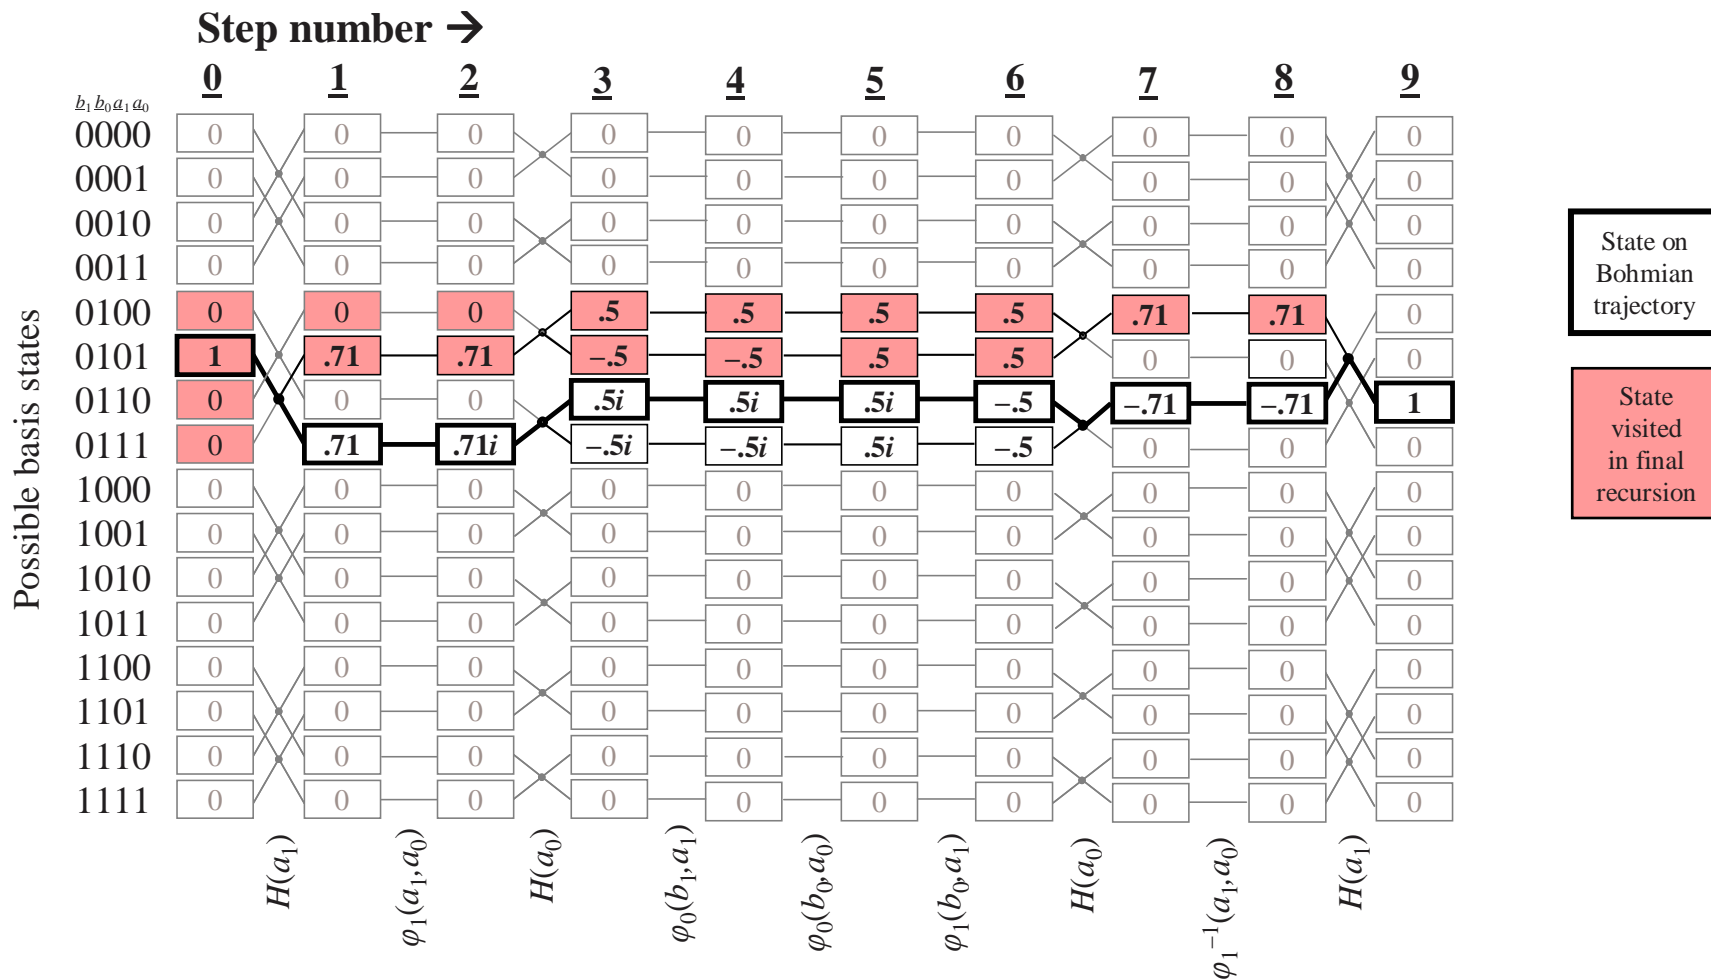 Step number →
0 1 2 3 4 5 6 7 8 9
b₁b₀a₁a₀
0000 0 0 0 0 0 0 0 0 0 0
0001 0 0 0 0 0 0 0 0 0 0
0010 0 0 0 0 0 0 0 0 0 0
0011 0 0 0 0 0 0 0 0 0 0
0100 0 0 0 .5 .5 .5 .5 .71 .71 0
0101 1 .71 .71 –.5 –.5 .5 .5 0 0 0
0110 0 0 0 .5i .5i .5i –.5 –.71 –.71 1
0111 0 .71 .71i –.5i –.5i .5i –.5 0 0 0
1000 0 0 0 0 0 0 0 0 0 0
1001 0 0 0 0 0 0 0 0 0 0
1010 0 0 0 0 0 0 0 0 0 0
1011 0 0 0 0 0 0 0 0 0 0
1100 0 0 0 0 0 0 0 0 0 0
1101 0 0 0 0 0 0 0 0 0 0
1110 0 0 0 0 0 0 0 0 0 0
1111 0 0 0 0 0 0 0 0 0 0
Possible basis states
H(a₁)
φ₁(a₁,a₀)
H(a₀)
φ₀(b₁,a₁)
φ₀(b₀,a₀)
φ₁(b₀,a₁)
H(a₀)
φ₁⁻¹(a₁,a₀)
H(a₁)
State on
Bohmian
trajectory
State
visited
in final
recursion